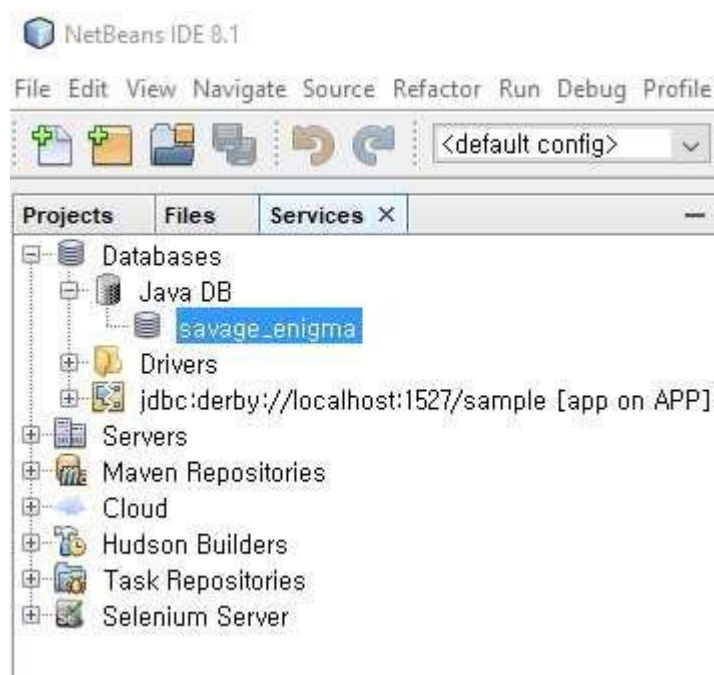 NetBeans IDE 8.1
File Edit View Navigate Source Refactor Run Debug Profile
<default config>
Projects Files Services
Databases
Java DB
savage_enigma
Drivers
jdbc:derby://localhost:1527/sample [app on APP]
Servers
Maven Repositories
Cloud
Hudson Builders
Task Repositories
Selenium Server